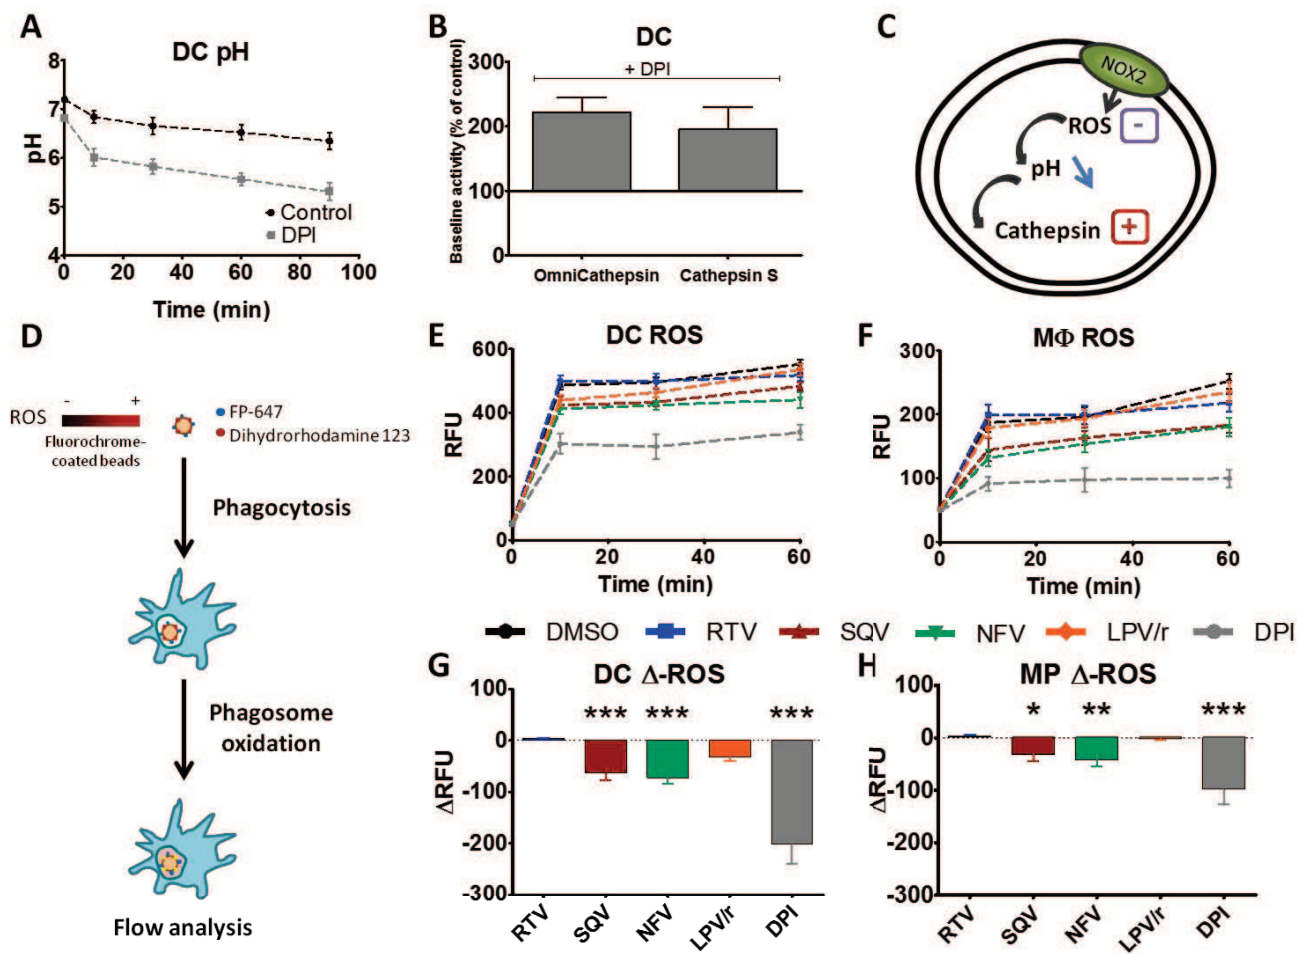 A
DC pH
8
7
6
5
4
pH
Control
DPI
0
20
40
60
80
100
Time (min)
B
DC
300
200
100
0
Baseline activity (% of control)
+ DPI
OmniCathepsin
Cathepsin S
C
NOX2
ROS
-
pH
Cathepsin
+
D
-
+
ROS
Fluorochrome-
coated beads
FP-647
Dihydrorhodamine 123
Phagocytosis
Phagosome
oxidation
Flow analysis
E
DC ROS
600
400
200
0
RFU
0
20
40
60
Time (min)
F
MΦ ROS
300
200
100
0
RFU
0
20
40
60
Time (min)
DMSO
RTV
SQV
NFV
LPV/r
DPI
G
DC Δ-ROS
100
0
-100
-200
-300
ΔRFU
***
***
***
RTV
SQV
NFV
LPV/r
DPI
H
MP Δ-ROS
100
0
-100
-200
-300
ΔRFU
*
**
***
RTV
SQV
NFV
LPV/r
DPI